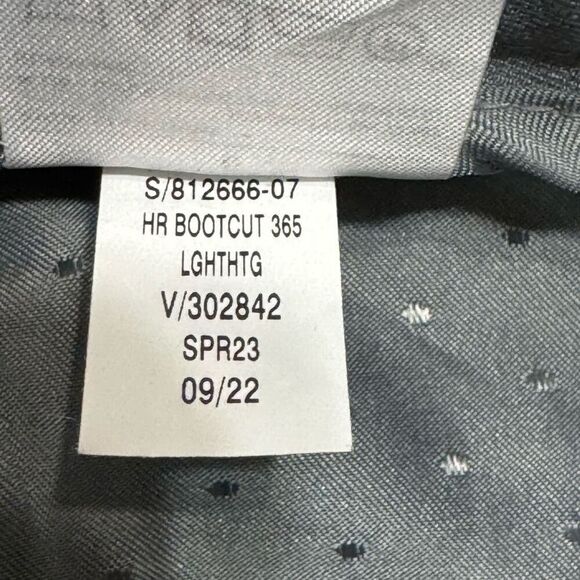 S/812666-07
HR BOOTCUT 365
LGHTHTG
V/302842
SPR23
09/22